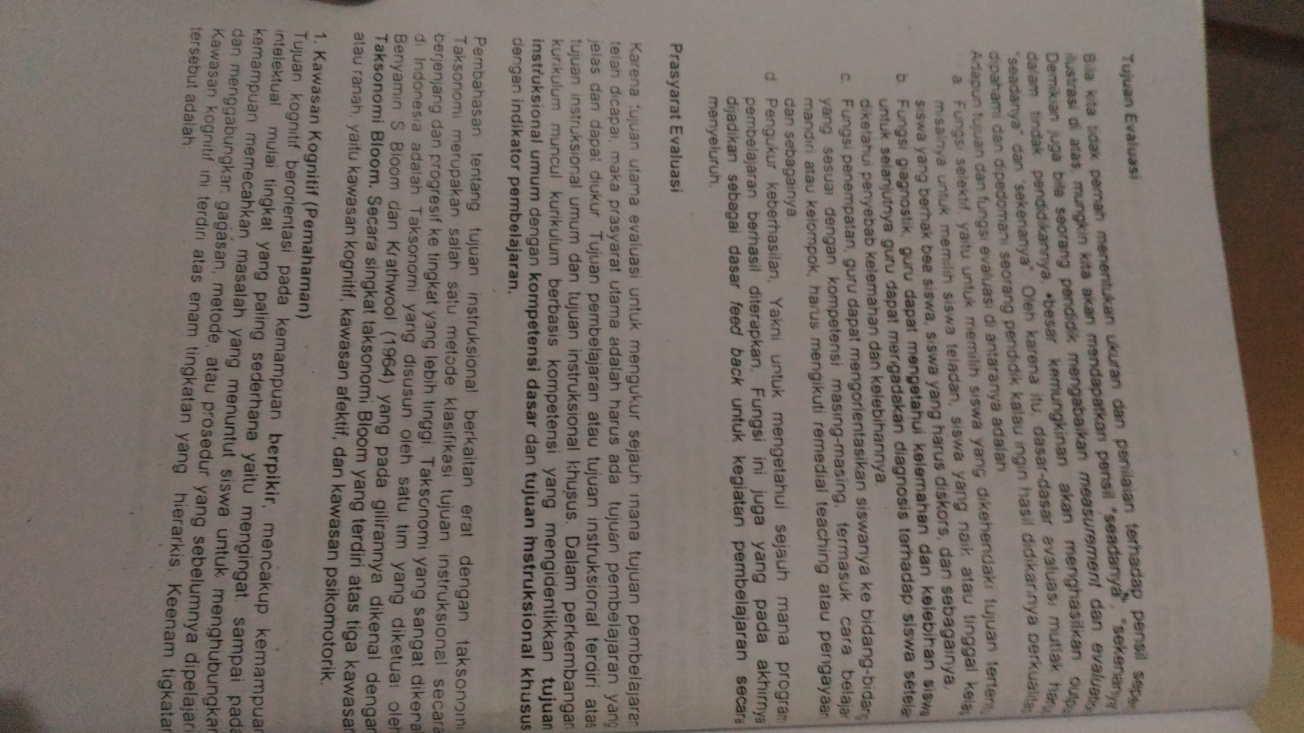 Tujuan Evaluasi
Bila kita tidak pernah menentukan ukuran dan penilaian terhadap pensil
ilustrasi di atas, mungkin kita akan mendapatkan pensil "seadanya", "sekenanya
Demikian juga bila seorang pendidik mengabaikan measurement dan
dalam tindak pendidikannya, besar kemungkinan akan menghasilkan
"seadanya" dan "sekenanya". Oleh karena itu, dasar-dasar evaluasi mutlak
dipahami dan dipedomani seorang pendidik kalau ingin hasil didikannya
Adapun tujuan dan fungsi evaluasi di antaranya adalah
a. Fungsi selektif, yaitu untuk memilih siswa yang dikehendaki tujuan
misalnya untuk memilih siswa teladan, siswa yang naik atau tinggal
siswa yang berhak bea siswa, siswa yang harus diskors, dan sebagainya.
b. Fungsi diagnostik, guru dapat mengetahui kelemahan dan kelebihan
untuk selanjutnya guru dapat mengadakan diagnosis terhadap siswa
diketahui penyebab kelemahan dan kelebihannya.
c. Fungsi penempatan, guru dapat mengorientasikan siswanya ke bidang-bidang
yang sesuai dengan kompetensi masing-masing, termasuk cara belajar
mandiri atau kelompok, harus mengikuti remedial teaching atau pengayaan
dan sebagainya.
d. Pengukur keberhasilan, Yakni untuk mengetahui sejauh mana program
pembelajaran berhasil diterapkan. Fungsi ini juga yang pada akhirnya
dijadikan sebagai dasar feed back untuk kegiatan pembelajaran secara
menyeluruh.
Prasyarat Evaluasi
Karena tujuan utama evaluasi untuk mengukur sejauh mana tujuan pembelajaran
telah dicapai, maka prasyarat utama adalah harus ada tujuan pembelajaran yang
jelas dan dapat diukur. Tujuan pembelajaran atau tujuan instruksional terdiri atas
tujuan instruksional umum dan tujuan instruksional khusus. Dalam perkembangan
kurikulum muncul kurikulum berbasis kompetensi yang mengidentikkan tujuan
instruksional umum dengan kompetensi dasar dan tujuan instruksional khusus
dengan indikator pembelajaran.
Pembahasan tentang tujuan instruksional berkaitan erat dengan taksonomi
Taksonomi merupakan salah satu metode klasifikasi tujuan instruksional secara
berjenjang dan progresif ke tingkat yang lebih tinggi. Taksonomi yang sangat dikenal
di Indonesia adalah Taksonomi yang disusun oleh satu tim yang diketuai oleh
Benyamin S Bloom dan Krathwool (1964) yang pada gilirannya dikenal dengan
Taksonomi Bloom. Secara singkat taksonomi Bloom yang terdiri atas tiga kawasan
atau ranah, yaitu kawasan kognitif, kawasan afektif, dan kawasan psikomotorik.
1. Kawasan Kognitif (Pemahaman)
Tujuan kognitif berorientasi pada kemampuan berpikir, mencakup kemampuan
intelektual mulai tingkat yang paling sederhana yaitu mengingat sampai pada
kemampuan memecahkan masalah yang menuntut siswa untuk menghubungkan
dan menggabungkan gagasan, metode, atau prosedur yang sebelumnya dipelajari
Kawasan kognitif ini terdiri atas enam tingkatan yang hierarkis. Keenam tigkatan
tersebut adalah: